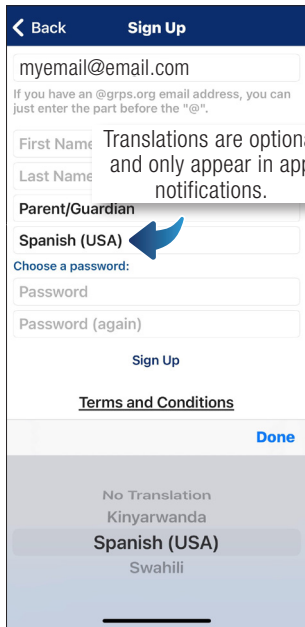 Back Sign Up
myemail@email.com
If you have an @grps.org email address, you can
just enter the part before the "@".
First Name
Last Name
Translations are optiona
and only appear in app
notifications.
Parent/Guardian
Spanish (USA)
Choose a password:
Password
Password (again)
Sign Up
Terms and Conditions
Done
No Translation
Kinyarwanda
Spanish (USA)
Swahili